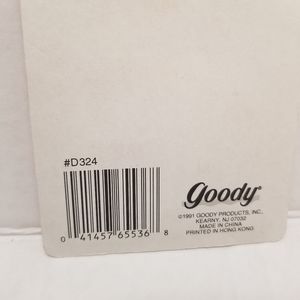 #D324
0 41457 65536 8
goody®
©1991 GOODY PRODUCTS, INC.,
KEARNY, NJ 07032
MADE IN CHINA
PRINTED IN HONG KONG